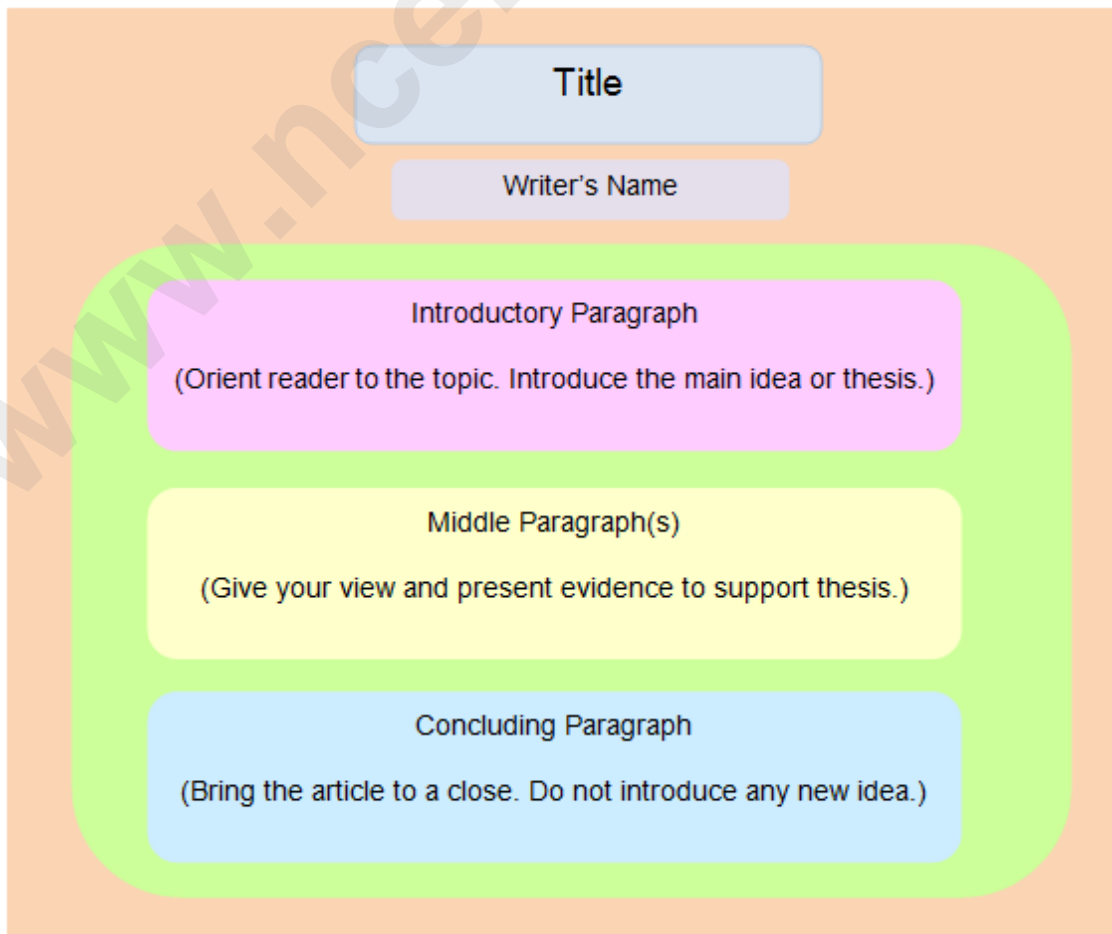 Title
Writer's Name
Introductory Paragraph
(Orient reader to the topic. Introduce the main idea or thesis.)
Middle Paragraph(s)
(Give your view and present evidence to support thesis.)
Concluding Paragraph
(Bring the article to a close. Do not introduce any new idea.)
www.nce